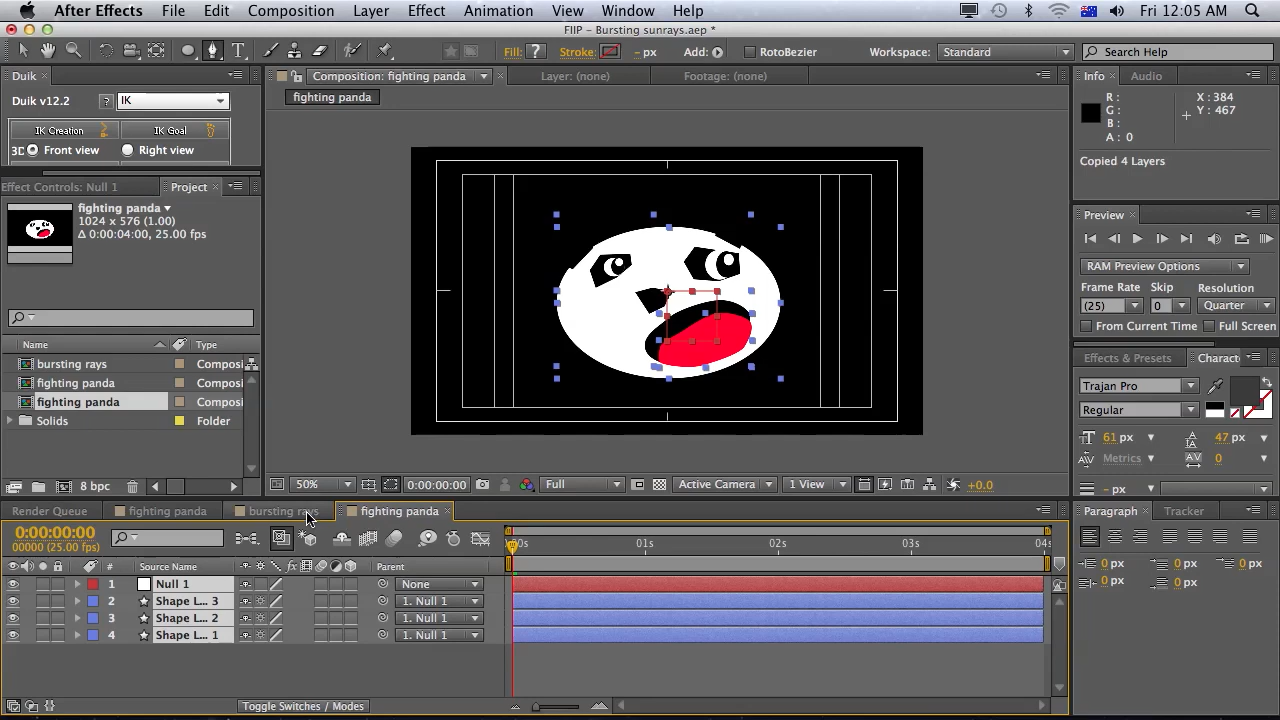 After Effects File Edit Composition Layer Effect Animation View Window Help Fri 12:05 AM
FIIP - Bursting sunrays.aep *
Fill: ? Stroke: - px Add: RotoBezier Workspace: Standard Search Help
Duik Composition: fighting panda Layer: (none) Footage: (none) Info Audio
Duik v12.2 ? IK fighting panda R: X: 384
G: Y: 467
B:
A: 0
IK Creation IK Goal
3D Front view Right view
Copied 4 Layers
Effect Controls: Null 1 Project
fighting panda
1024 x 576 (1.00)
Δ 0:00:04:00, 25.00 fps
Preview
RAM Preview Options
Frame Rate Skip Resolution
(25) 0 Quarter
From Current Time Full Screen
Name Type
bursting rays Composi
fighting panda Composi
fighting panda Composi
Solids Folder
Effects & Presets Charact
Trajan Pro
Regular
61 px 47 px
Metrics 0
- px
8 bpc 50% 0:00:00:00 Full Active Camera 1 View +0.0
Render Queue fighting panda bursting rays fighting panda Paragraph Tracker
0:00:00:00
00000 (25.00 fps)
0s 01s 02s 03s 04s
# Source Name Parent
1 Null 1 None
2 Shape L... 3 1. Null 1
3 Shape L... 2 1. Null 1
4 Shape L... 1 1. Null 1
0 px 0 px 0 px
0 px 0 px
Toggle Switches / Modes